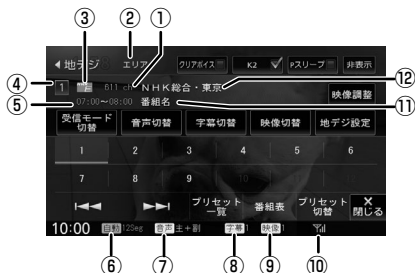 ③ ② ①
◀地デジ エリア クリアボイス K2 Pスリープ 非表示
④ 1 611 ch NHK総合・東京 ⑫ 映像調整
⑤ 07:00〜08:00 番組名 ⑪
受信モード切替 音声切替 字幕切替 映像切替 地デジ設定
1 2 3 4 5 6
7 8 9 10
プリセット一覧 番組表 プリセット切替 閉じる
10:00 自動 12Seg 音声 主+副 字幕 1 映像 1
⑥ ⑦ ⑧ ⑨ ⑩